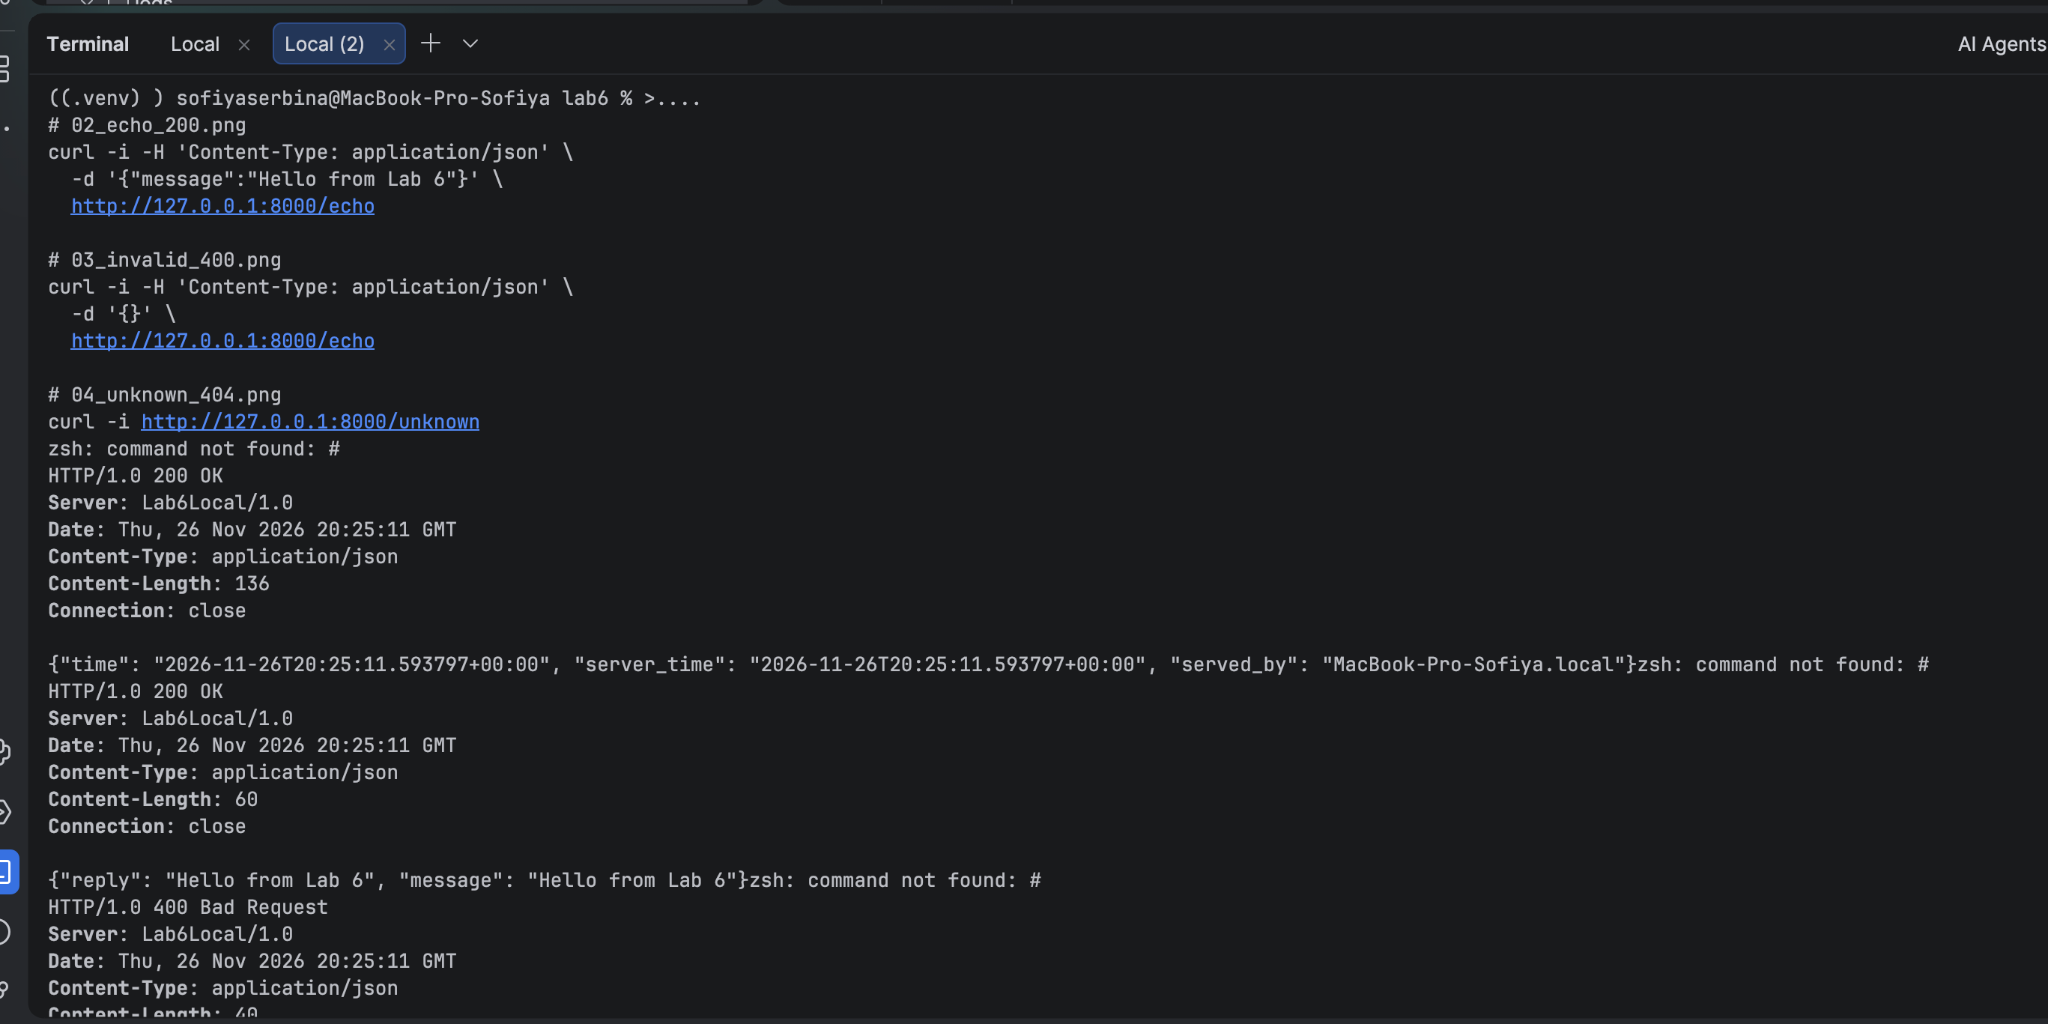 Terminal Local Local (2) AI Agents
((.venv) ) sofiyaserbina@MacBook-Pro-Sofiya lab6 % >....
# 02_echo_200.png
curl -i -H 'Content-Type: application/json' \
-d '{"message":"Hello from Lab 6"}' \
http://127.0.0.1:8000/echo
# 03_invalid_400.png
curl -i -H 'Content-Type: application/json' \
-d '{}' \
http://127.0.0.1:8000/echo
# 04_unknown_404.png
curl -i http://127.0.0.1:8000/unknown
zsh: command not found: #
HTTP/1.0 200 OK
Server: Lab6Local/1.0
Date: Thu, 26 Nov 2026 20:25:11 GMT
Content-Type: application/json
Content-Length: 136
Connection: close
{"time": "2026-11-26T20:25:11.593797+00:00", "server_time": "2026-11-26T20:25:11.593797+00:00", "served_by": "MacBook-Pro-Sofiya.local"}zsh: command not found: #
HTTP/1.0 200 OK
Server: Lab6Local/1.0
Date: Thu, 26 Nov 2026 20:25:11 GMT
Content-Type: application/json
Content-Length: 60
Connection: close
{"reply": "Hello from Lab 6", "message": "Hello from Lab 6"}zsh: command not found: #
HTTP/1.0 400 Bad Request
Server: Lab6Local/1.0
Date: Thu, 26 Nov 2026 20:25:11 GMT
Content-Type: application/json
Content-Length: 40